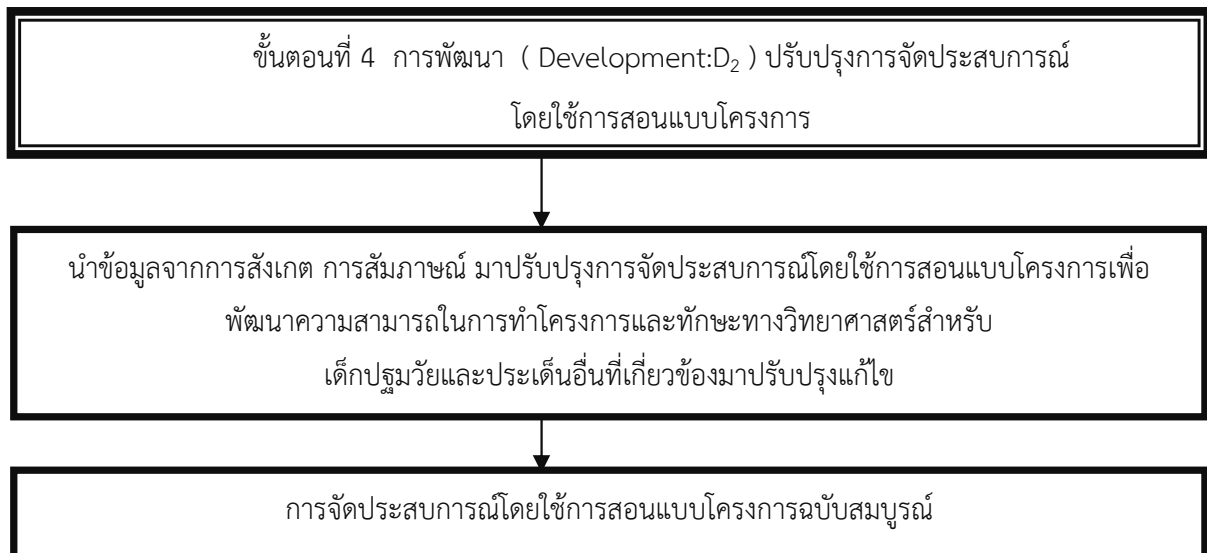 ขั้นตอนที่ 4 การพัฒนา ( Development:D₂ ) ปรับปรุงการจัดประสบการณ์
โดยใช้การสอนแบบโครงการ
นำข้อมูลจากการสังเกต การสัมภาษณ์ มาปรับปรุงการจัดประสบการณ์โดยใช้การสอนแบบโครงการเพื่อ
พัฒนาความสามารถในการทำโครงการและทักษะทางวิทยาศาสตร์สำหรับ
เด็กปฐมวัยและประเด็นอื่นที่เกี่ยวข้องมาปรับปรุงแก้ไข
การจัดประสบการณ์โดยใช้การสอนแบบโครงการฉบับสมบูรณ์